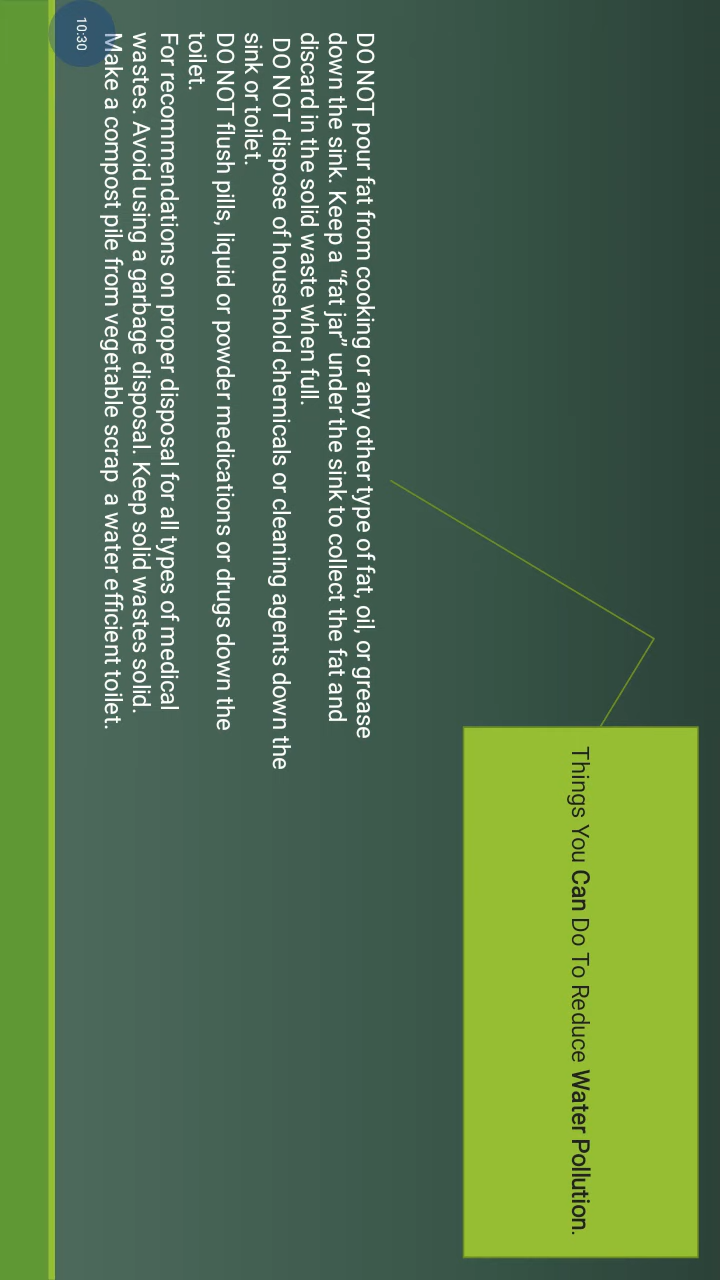 Things You Can Do To Reduce Water Pollution.
DO NOT pour fat from cooking or any other type of fat, oil, or grease
down the sink. Keep a “fat jar” under the sink to collect the fat and
discard in the solid waste when full.
DO NOT dispose of household chemicals or cleaning agents down the
sink or toilet.
DO NOT flush pills, liquid or powder medications or drugs down the
toilet.
For recommendations on proper disposal for all types of medical
wastes. Avoid using a garbage disposal. Keep solid wastes solid.
Make a compost pile from vegetable scrap a water efficient toilet.
10:30